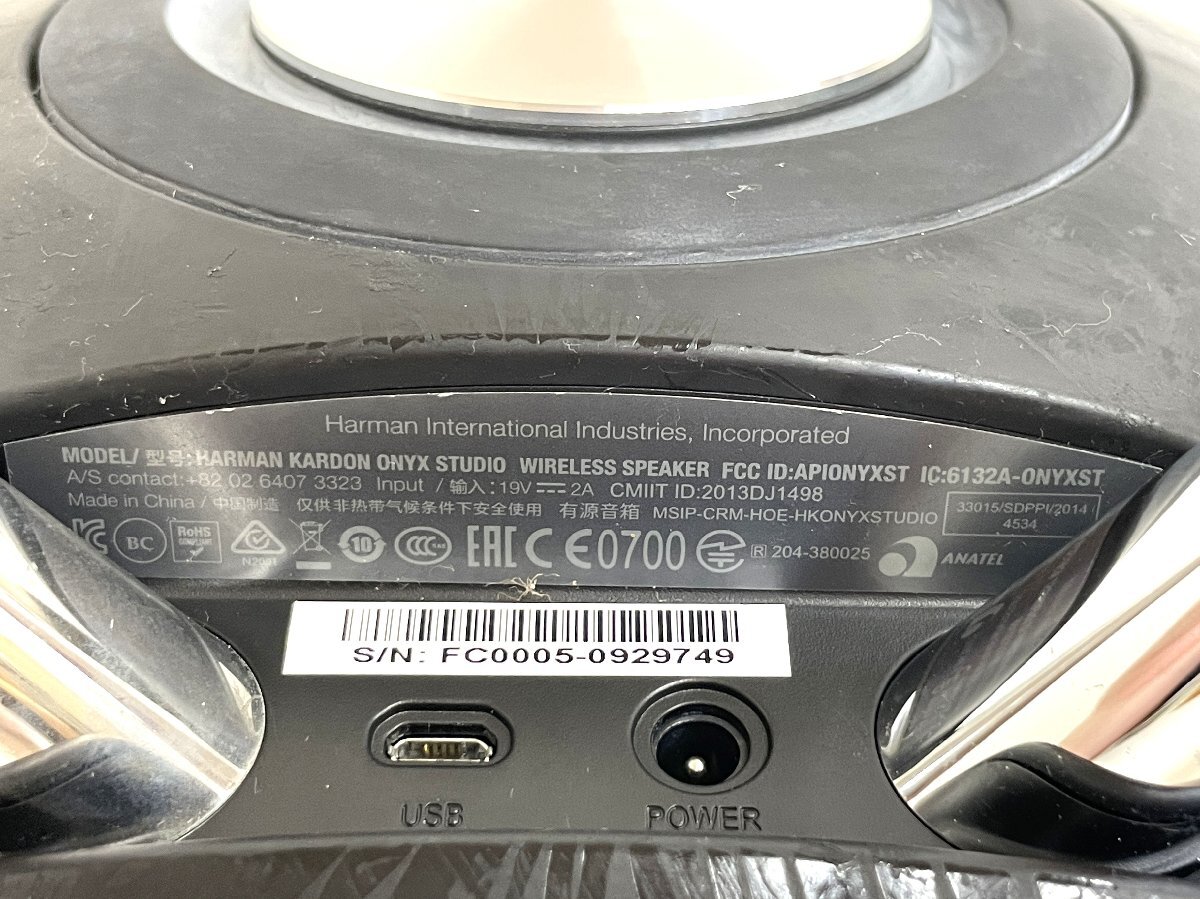 Harman International Industries, Incorporated
MODEL/ 型号:HARMAN KARDON ONYX STUDIO WIRELESS SPEAKER FCC ID:APIONYXST IC:6132A-ONYXST
A/S contact:+82 02 6407 3323 Input / 输入:19V 2A CMIIT ID:2013DJ1498
Made in China / 中国制造 仅供非热带气候条件下安全使用 有源音箱 MSIP-CRM-HOE-HKONYXSTUDIO
33015/SDPPI/2014
4534
BC RoHS COMPLIANT N2081 10 CCC EAC CE0700 R 204-380025 ANATEL
S/N: FC0005-0929749
USB POWER